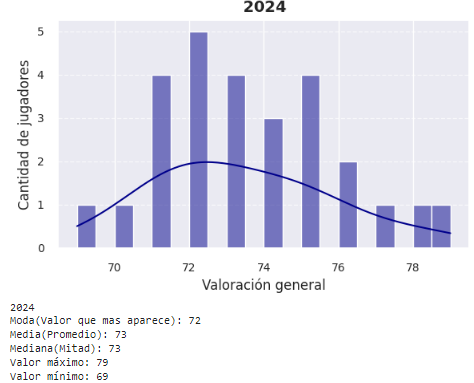 2024
5
4
3
2
1
0
Cantidad de jugadores
70 72 74 76 78
Valoración general
2024
Moda(Valor que mas aparece): 72
Media(Promedio): 73
Mediana(Mitad): 73
Valor máximo: 79
Valor mínimo: 69